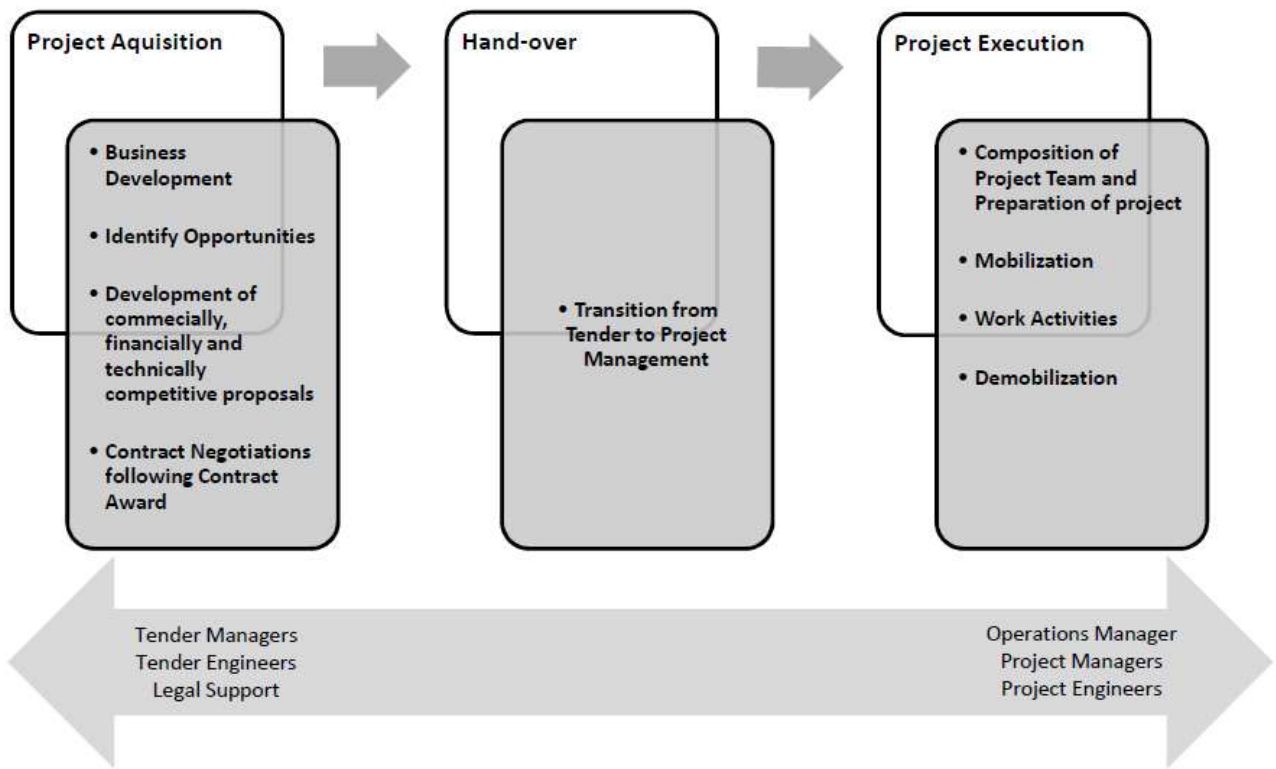 Project Aquisition
• Business
Development
• Identify Opportunities
• Development of
commecially,
financially and
technically
competitive proposals
• Contract Negotiations
following Contract
Award
Hand-over
• Transition from
Tender to Project
Management
Project Execution
• Composition of
Project Team and
Preparation of project
• Mobilization
• Work Activities
• Demobilization
Tender Managers
Tender Engineers
Legal Support
Operations Manager
Project Managers
Project Engineers